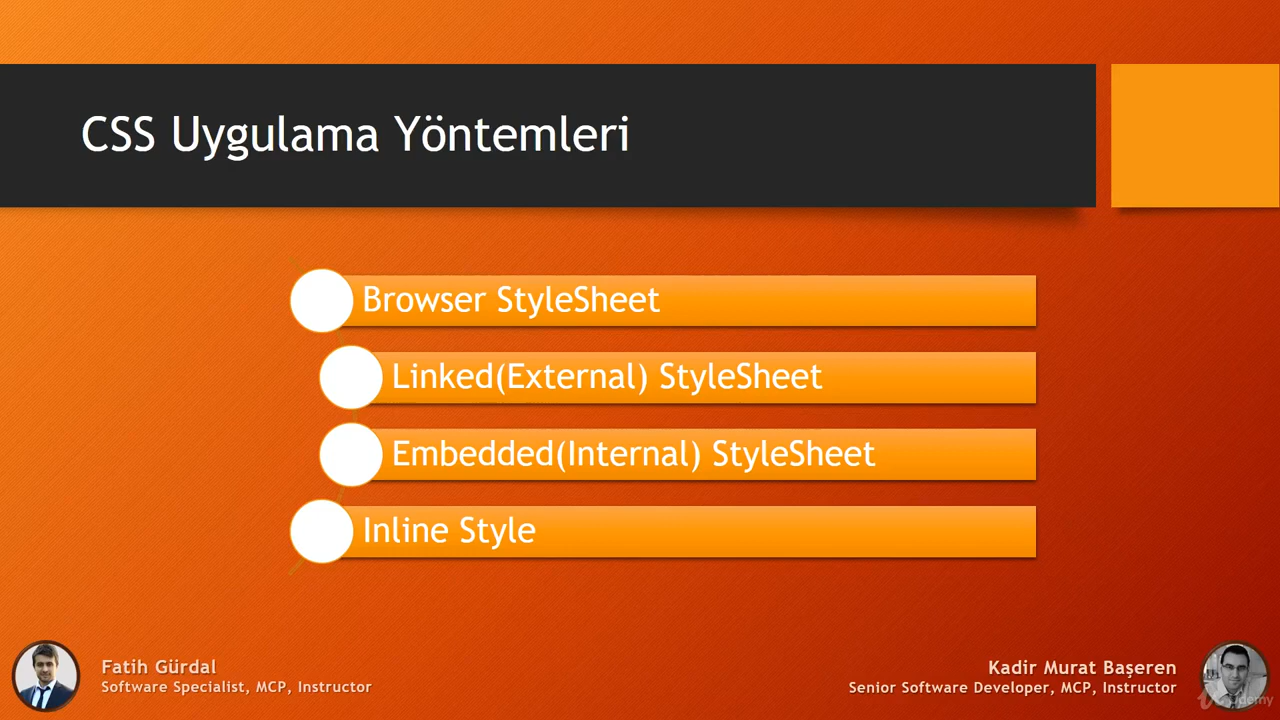 CSS Uygulama Yöntemleri
Browser StyleSheet
Linked(External) StyleSheet
Embedded(Internal) StyleSheet
Inline Style
Fatih Gürdal
Software Specialist, MCP, Instructor
Kadir Murat Başeren
Senior Software Developer, MCP, Instructor
Udemy